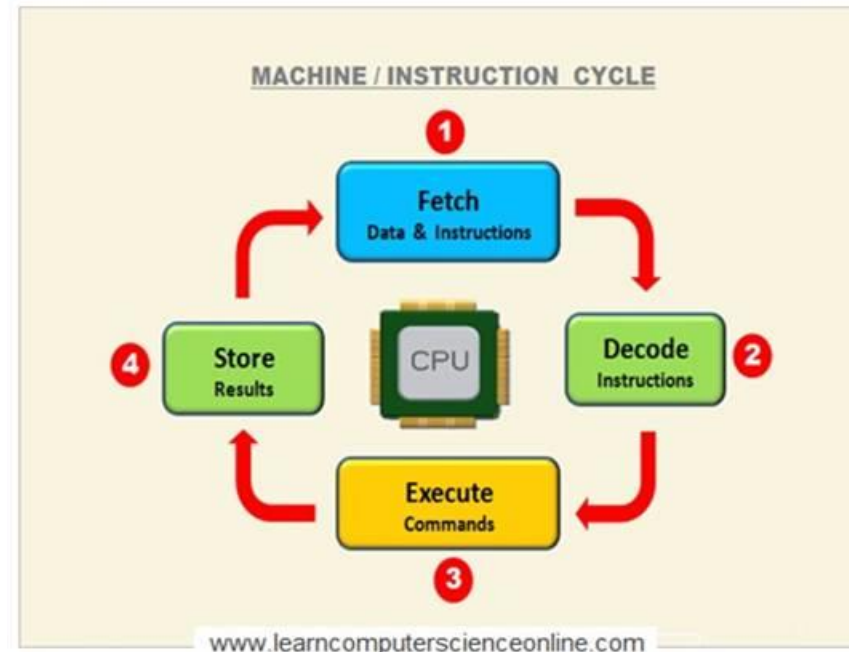 MACHINE / INSTRUCTION CYCLE
1
Fetch
Data & Instructions
4
Store
Results
CPU
Decode
Instructions
2
Execute
Commands
3
www.learncomputerscienceonline.com